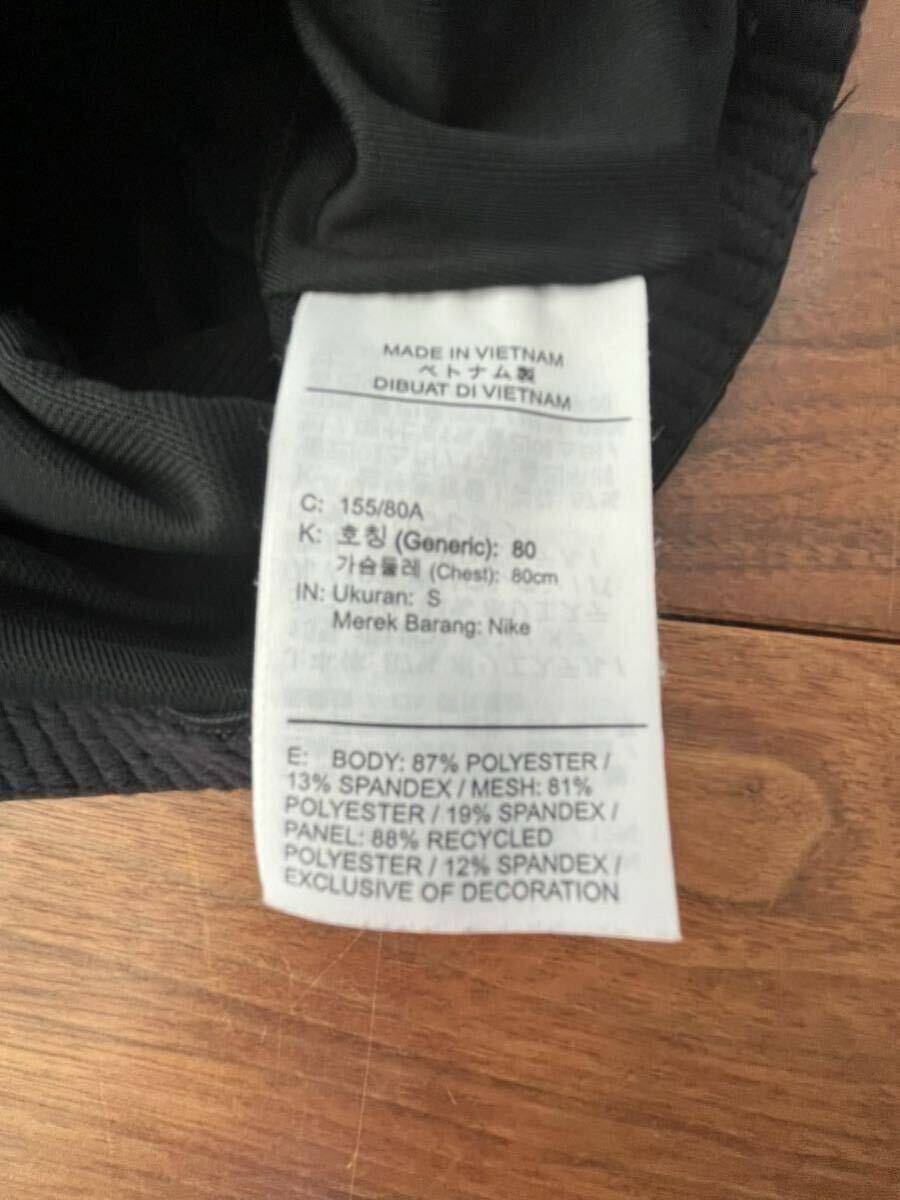 MADE IN VIETNAM
ベトナム製
DIBUAT DI VIETNAM
C: 155/80A
K: 호칭 (Generic): 80
가슴둘레 (Chest): 80cm
IN: Ukuran: S
Merek Barang: Nike
E: BODY: 87% POLYESTER /
13% SPANDEX / MESH: 81%
POLYESTER / 19% SPANDEX /
PANEL: 88% RECYCLED
POLYESTER / 12% SPANDEX /
EXCLUSIVE OF DECORATION